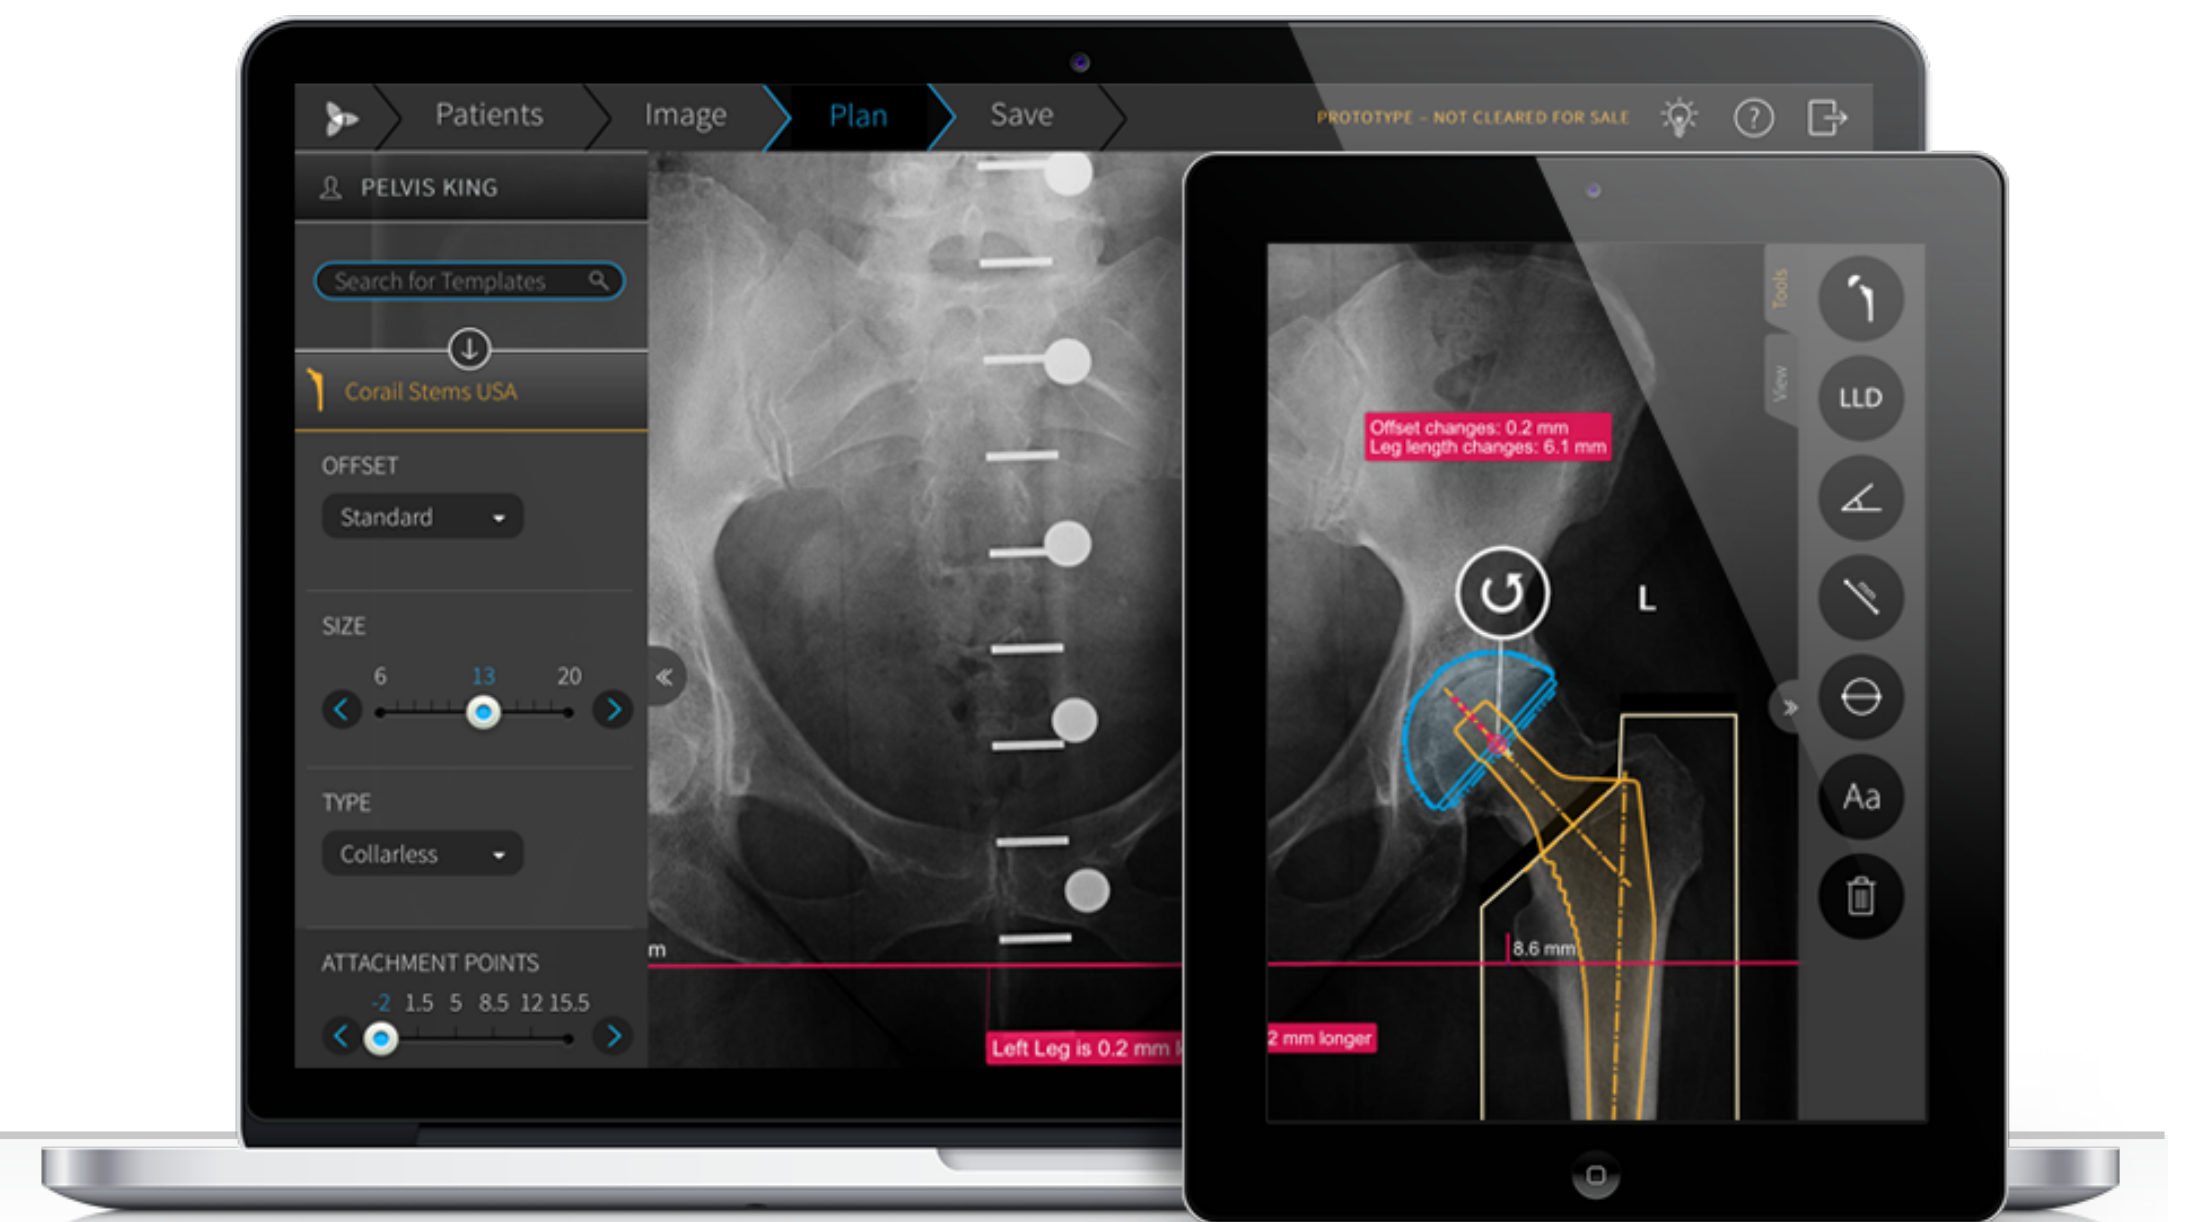 Patients
Image
Plan
Save
PROTOTYPE – NOT CLEARED FOR SALE
?
PELVIS KING
Search for Templates
Corail Stems USA
OFFSET
Standard
SIZE
6 13 20
TYPE
Collarless
ATTACHMENT POINTS
-2 1.5 5 8.5 12 15.5
m
Left Leg is 0.2 mm
Tools
View
Offset changes: 0.2 mm
Leg length changes: 6.1 mm
L
8.6 mm
2 mm longer
LLD
mm
Aa